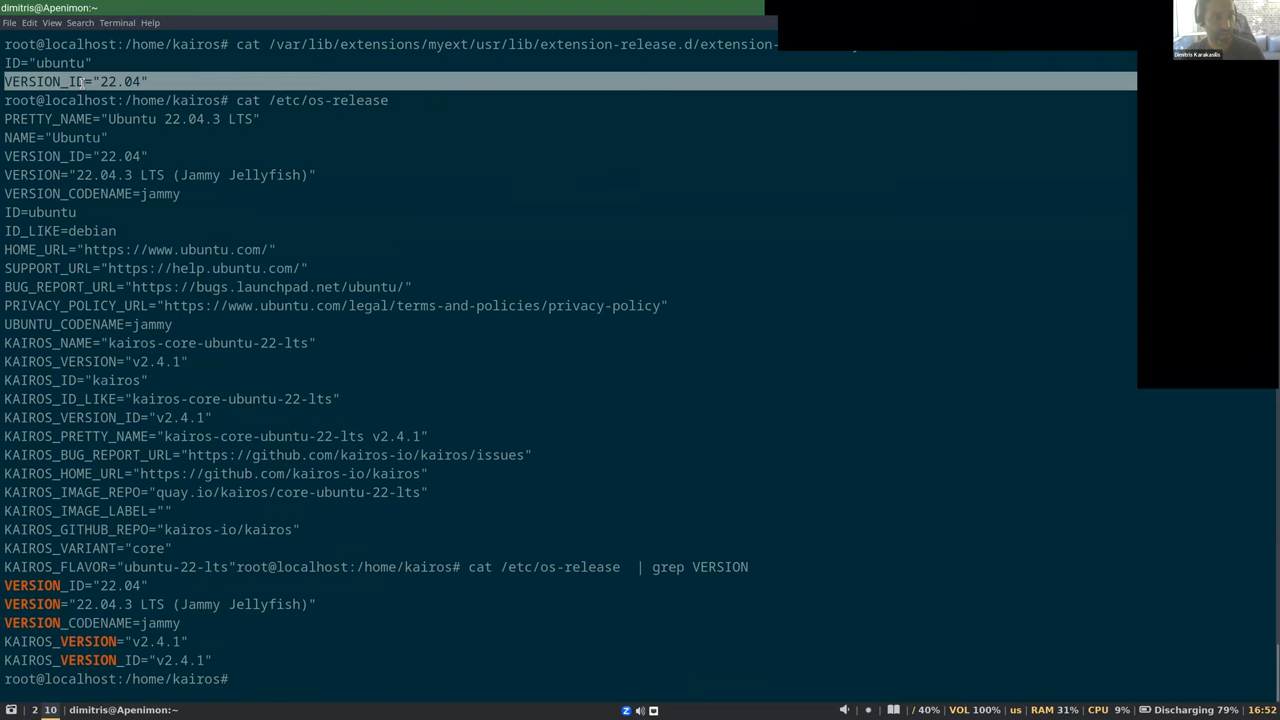 dimitris@Apenimon:~
File Edit View Search Terminal Help
Dimitris Karakasilis
root@localhost:/home/kairos# cat /var/lib/extensions/myext/usr/lib/extension-release.d/extension-
ID="ubuntu"
VERSION_ID="22.04"
root@localhost:/home/kairos# cat /etc/os-release
PRETTY_NAME="Ubuntu 22.04.3 LTS"
NAME="Ubuntu"
VERSION_ID="22.04"
VERSION="22.04.3 LTS (Jammy Jellyfish)"
VERSION_CODENAME=jammy
ID=ubuntu
ID_LIKE=debian
HOME_URL="https://www.ubuntu.com/"
SUPPORT_URL="https://help.ubuntu.com/"
BUG_REPORT_URL="https://bugs.launchpad.net/ubuntu/"
PRIVACY_POLICY_URL="https://www.ubuntu.com/legal/terms-and-policies/privacy-policy"
UBUNTU_CODENAME=jammy
KAIROS_NAME="kairos-core-ubuntu-22-lts"
KAIROS_VERSION="v2.4.1"
KAIROS_ID="kairos"
KAIROS_ID_LIKE="kairos-core-ubuntu-22-lts"
KAIROS_VERSION_ID="v2.4.1"
KAIROS_PRETTY_NAME="kairos-core-ubuntu-22-lts v2.4.1"
KAIROS_BUG_REPORT_URL="https://github.com/kairos-io/kairos/issues"
KAIROS_HOME_URL="https://github.com/kairos-io/kairos"
KAIROS_IMAGE_REPO="quay.io/kairos/core-ubuntu-22-lts"
KAIROS_IMAGE_LABEL=""
KAIROS_GITHUB_REPO="kairos-io/kairos"
KAIROS_VARIANT="core"
KAIROS_FLAVOR="ubuntu-22-lts"root@localhost:/home/kairos# cat /etc/os-release  | grep VERSION
VERSION_ID="22.04"
VERSION="22.04.3 LTS (Jammy Jellyfish)"
VERSION_CODENAME=jammy
KAIROS_VERSION="v2.4.1"
KAIROS_VERSION_ID="v2.4.1"
root@localhost:/home/kairos#
2 10 dimitris@Apenimon:~ Z / 40% VOL 100% us RAM 31% CPU 9% Discharging 79% 16:52